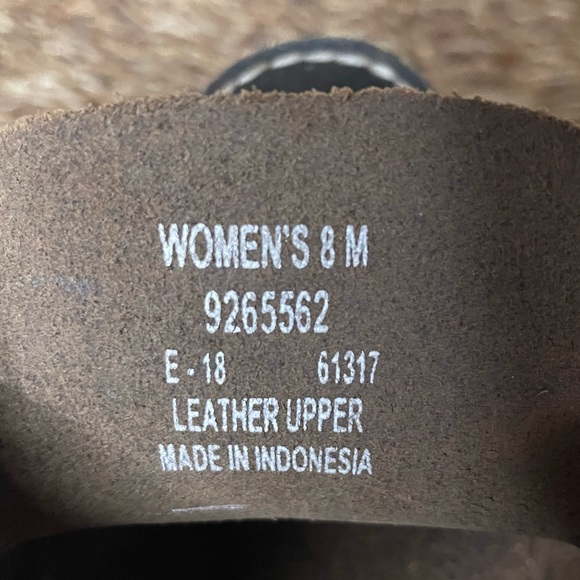 WOMEN'S 8 M
9265562
E - 18 61317
LEATHER UPPER
MADE IN INDONESIA